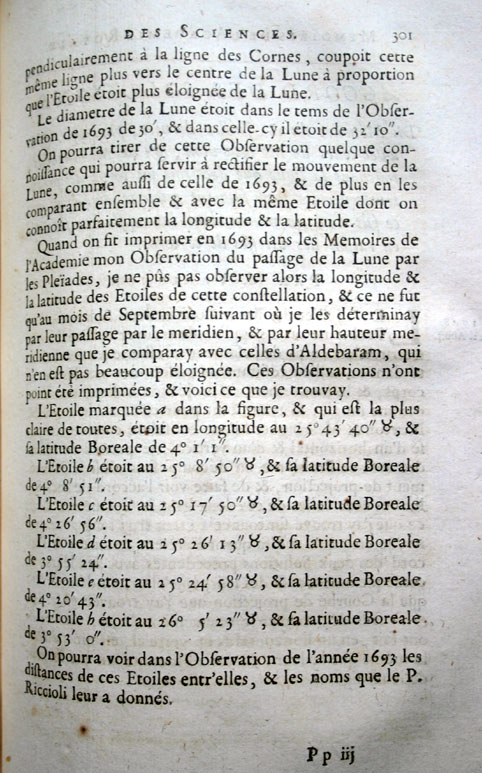 DES SCIENCES. 301
pendiculairement à la ligne des Cornes, coupoit cette
même ligne plus vers le centre de la Lune à proportion
que l'Etoile étoit plus éloignée de la Lune.
Le diametre de la Lune étoit dans le tems de l'Obser-
vation de 1693 de 30′, & dans celle-cy il étoit de 32′ 10″.
On pourra tirer de cette Observation quelque con-
noissance qui pourra servir à rectifier le mouvement de la
Lune, comme aussi de celle de 1693, & de plus en les
comparant ensemble & avec la même Etoile dont on
connoît parfaitement la longitude & la latitude.
Quand on fit imprimer en 1693 dans les Memoires de
l'Academie mon Observation du passage de la Lune par
les Pleïades, je ne pûs pas observer alors la longitude &
la latitude des Etoiles de cette constellation, & ce ne fut
qu'au mois de Septembre suivant où je les déterminay
par leur passage par le meridien, & par leur hauteur me-
ridienne que je comparay avec celles d'Aldebaram, qui
n'en est pas beaucoup éloignée. Ces Observations n'ont
point été imprimées, & voici ce que je trouvay.
L'Etoile marquée a dans la figure, & qui est la plus
claire de toutes, étoit en longitude au 25° 43′ 40″ ♉, &
sa latitude Boreale de 4° 1′ 1″.
L'Etoile b étoit au 25° 8′ 50″ ♉, & sa latitude Boreale
de 4° 8′ 51″.
L'Etoile c étoit au 25° 17′ 50″ ♉, & sa latitude Boreale
de 4° 26′ 56″.
L'Etoile d étoit au 25° 26′ 13″ ♉, & sa latitude Boreale
de 3° 55′ 24″.
L'Etoile e étoit au 25° 24′ 58″ ♉, & sa latitude Boreale
de 4° 20′ 43″.
L'Etoile h étoit au 26° 5′ 23″ ♉, & sa latitude Boreale
de 3° 53′ 0″.
On pourra voir dans l'Observation de l'année 1693 les
distances de ces Etoiles entr'elles, & les noms que le P.
Riccioli leur a donnés.
P p iij